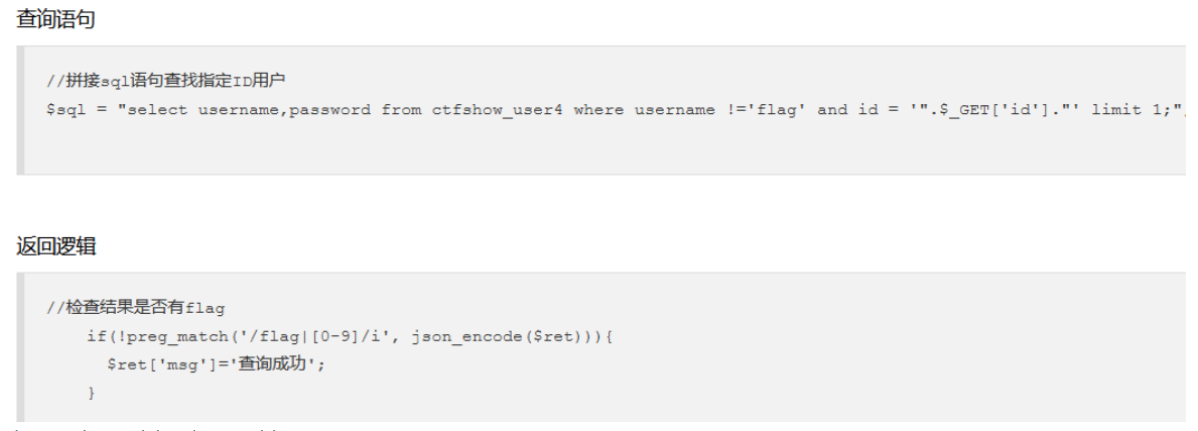 查询语句
//拼接sql语句查找指定ID用户
$sql = "select username,password from ctfshow_user4 where username !='flag' and id = '".$_GET['id']."' limit 1;"
返回逻辑
//检查结果是否有flag
if(!preg_match('/flag|[0-9]/i', json_encode($ret))){
$ret['msg']='查询成功';
}